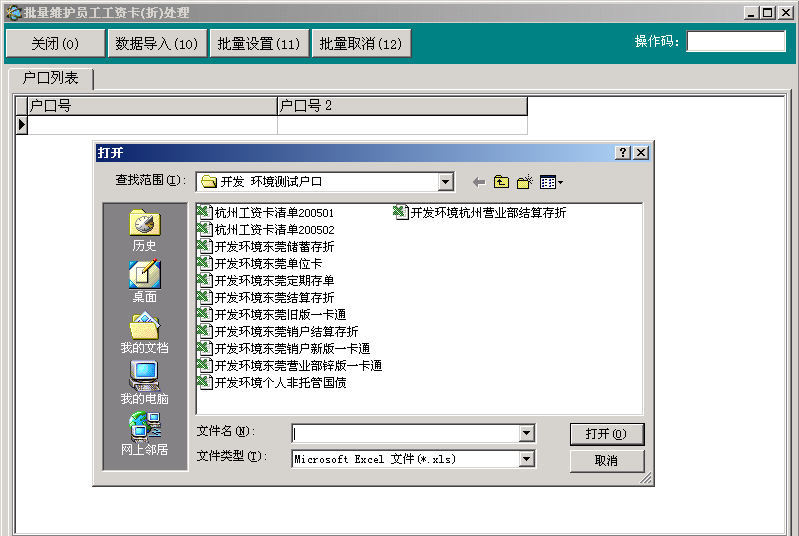 批量维护员工工资卡(折)处理
关闭(0) 数据导入(10) 批量设置(11) 批量取消(12) 操作码:
户口列表
户口号 户口号2
打开
查找范围(I): 开发 环境测试户口
历史
桌面
我的文档
我的电脑
网上邻居
杭州工资卡清单200501
杭州工资卡清单200502
开发环境东莞储蓄存折
开发环境东莞单位卡
开发环境东莞定期存单
开发环境东莞结算存折
开发环境东莞旧版一卡通
开发环境东莞销户结算存折
开发环境东莞销户新版一卡通
开发环境东莞营业部锌版一卡通
开发环境个人非托管国债
开发环境杭州营业部结算存折
文件名(N): 打开(O)
文件类型(T): Microsoft Excel 文件(*.xls) 取消